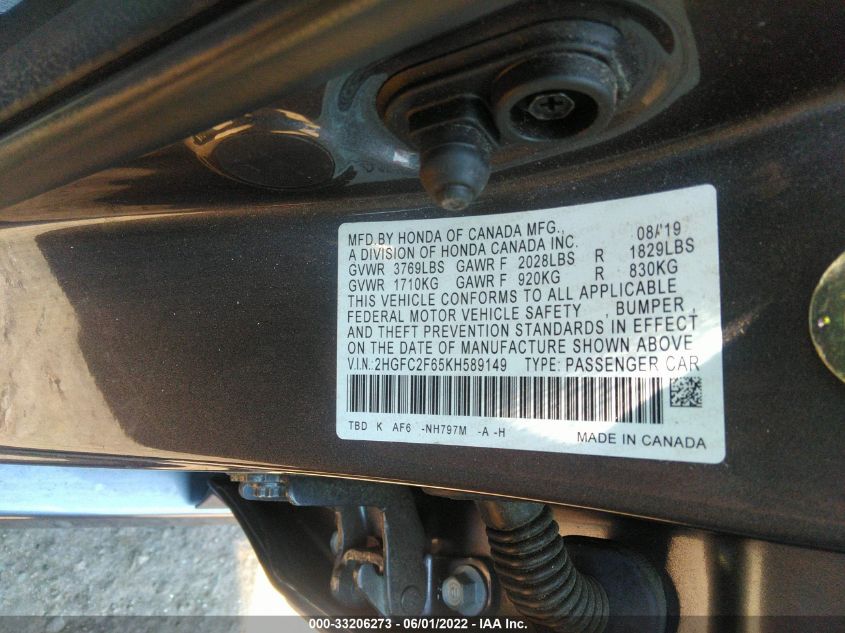 MFD.BY HONDA OF CANADA MFG., 08/'19
A DIVISION OF HONDA CANADA INC.
GVWR 3769LBS GAWR F 2028LBS R 1829LBS
GVWR 1710KG GAWR F 920KG R 830KG
THIS VEHICLE CONFORMS TO ALL APPLICABLE
FEDERAL MOTOR VEHICLE SAFETY , BUMPER ,
AND THEFT PREVENTION STANDARDS IN EFFECT
ON THE DATE OF MANUFACTURE SHOWN ABOVE
V.I.N.:2HGFC2F65KH589149 TYPE: PASSENGER CAR
TBD K AF6 -NH797M -A -H
MADE IN CANADA
000-33206273 - 06/01/2022 - IAA Inc.